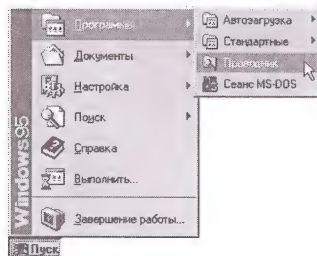 Программы
Документы
Настройка
Поиск
Справка
Выполнить...
Завершение работы...
Windows95
Пуск
Автозагрузка
Стандартные
Проводник
Сеанс MS-DOS